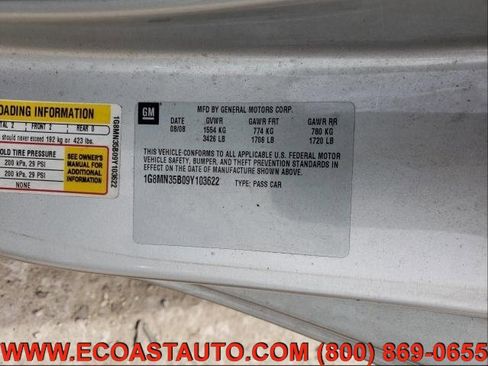 OADING INFORMATION
TOTAL 2 FRONT 2 REAR 0
should never exceed 192 kg or 423 lbs.
OLD TIRE PRESSURE
200 kPa, 29 PSI
200 kPa, 29 PSI
SEE OWNER'S
MANUAL FOR
ADDITIONAL
INFORMATION
1G8MN35B09Y103622
GM
MFD BY GENERAL MOTORS CORP.
DATE GVWR GAWR FRT GAWR RR
08/08 1554 KG 774 KG 780 KG
3426 LB 1706 LB 1720 LB
THIS VEHICLE CONFORMS TO ALL APPLICABLE U.S. FEDERAL MOTOR
VEHICLE SAFETY, BUMPER, AND THEFT PREVENTION STANDARDS IN
EFFECT ON THE DATE OF MANUFACTURE SHOWN ABOVE.
1G8MN35B09Y103622 TYPE: PASS CAR
WWW.ECOASTAUTO.COM (800) 869-0655